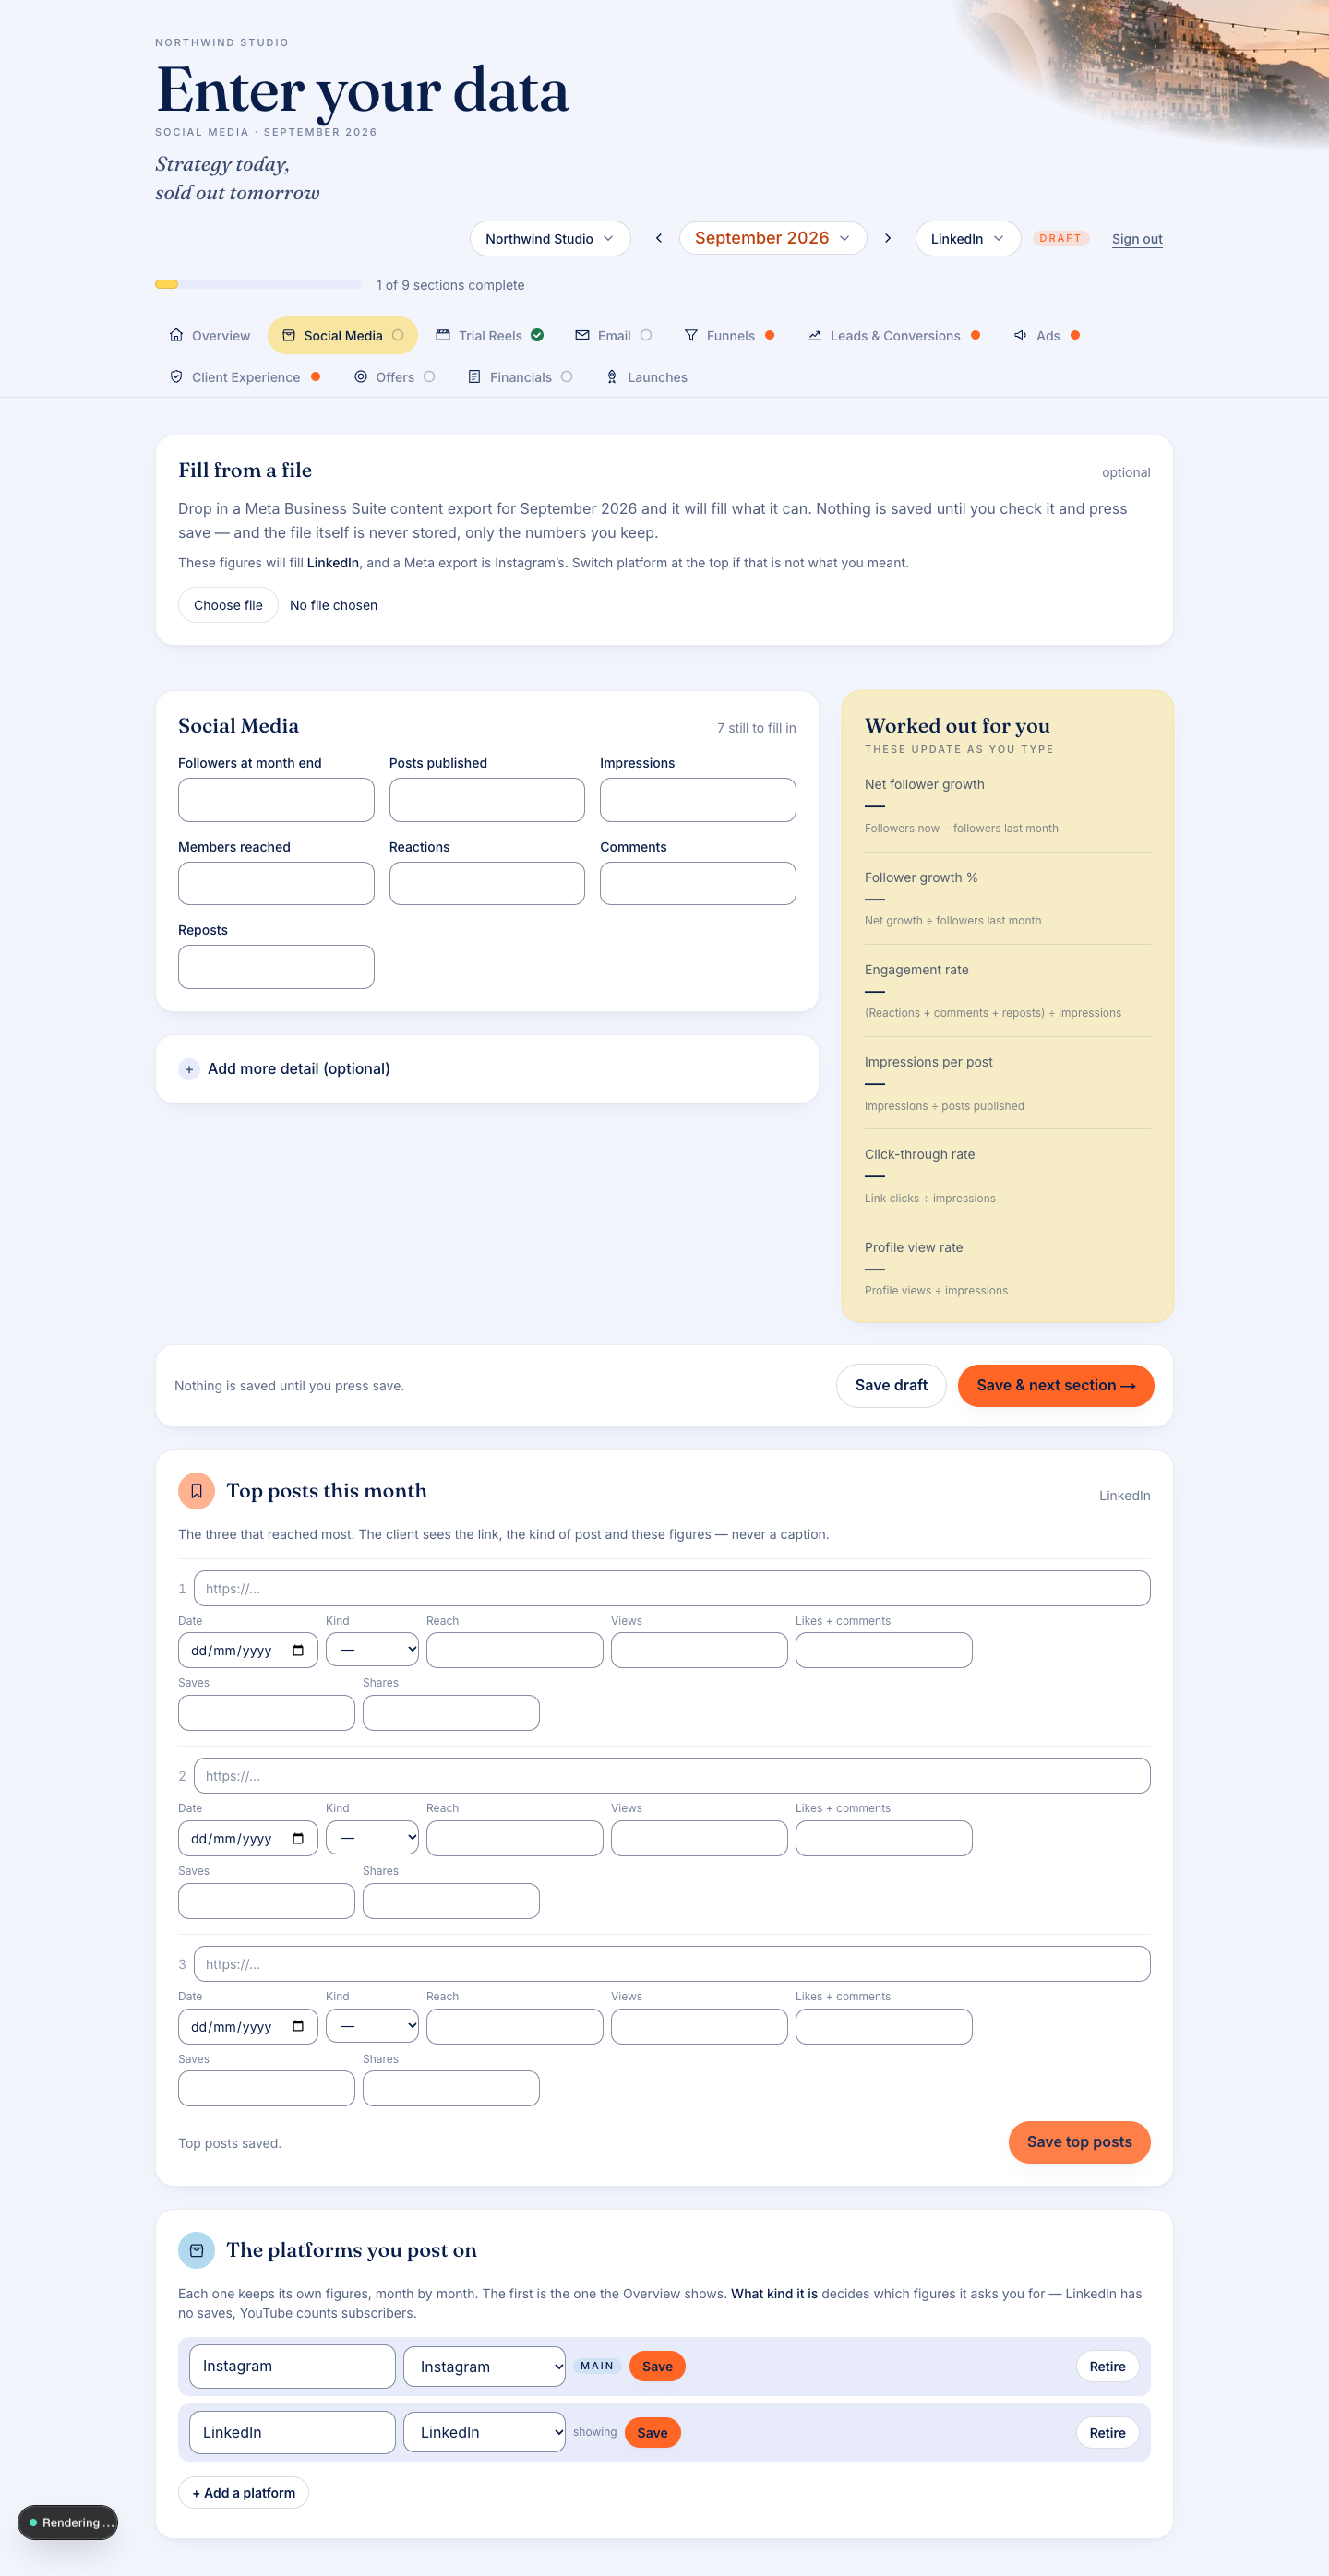 NORTHWIND STUDIO
Enter your data
SOCIAL MEDIA · SEPTEMBER 2026
Strategy today,
sold out tomorrow
Northwind Studio
September 2026
LinkedIn
DRAFT
Sign out
1 of 9 sections complete
Overview
Social Media
Trial Reels
Email
Funnels
Leads & Conversions
Ads
Client Experience
Offers
Financials
Launches
Fill from a file
optional
Drop in a Meta Business Suite content export for September 2026 and it will fill what it can. Nothing is saved until you check it and press
save — and the file itself is never stored, only the numbers you keep.
These figures will fill LinkedIn, and a Meta export is Instagram's. Switch platform at the top if that is not what you meant.
Choose file
No file chosen
Social Media
7 still to fill in
Followers at month end
Posts published
Impressions
Members reached
Reactions
Comments
Reposts
+ Add more detail (optional)
Worked out for you
THESE UPDATE AS YOU TYPE
Net follower growth
—
Followers now − followers last month
Follower growth %
—
Net growth ÷ followers last month
Engagement rate
—
(Reactions + comments + reposts) ÷ impressions
Impressions per post
—
Impressions ÷ posts published
Click-through rate
—
Link clicks ÷ impressions
Profile view rate
—
Profile views ÷ impressions
Nothing is saved until you press save.
Save draft
Save & next section →
Top posts this month
LinkedIn
The three that reached most. The client sees the link, the kind of post and these figures — never a caption.
1 https://...
Date
Kind
Reach
Views
Likes + comments
dd/mm/yyyy
—
Saves
Shares
2 https://...
Date
Kind
Reach
Views
Likes + comments
dd/mm/yyyy
—
Saves
Shares
3 https://...
Date
Kind
Reach
Views
Likes + comments
dd/mm/yyyy
—
Saves
Shares
Top posts saved.
Save top posts
The platforms you post on
Each one keeps its own figures, month by month. The first is the one the Overview shows. What kind it is decides which figures it asks you for — LinkedIn has
no saves, YouTube counts subscribers.
Instagram
Instagram
MAIN
Save
Retire
LinkedIn
LinkedIn
showing
Save
Retire
+ Add a platform
Rendering ...